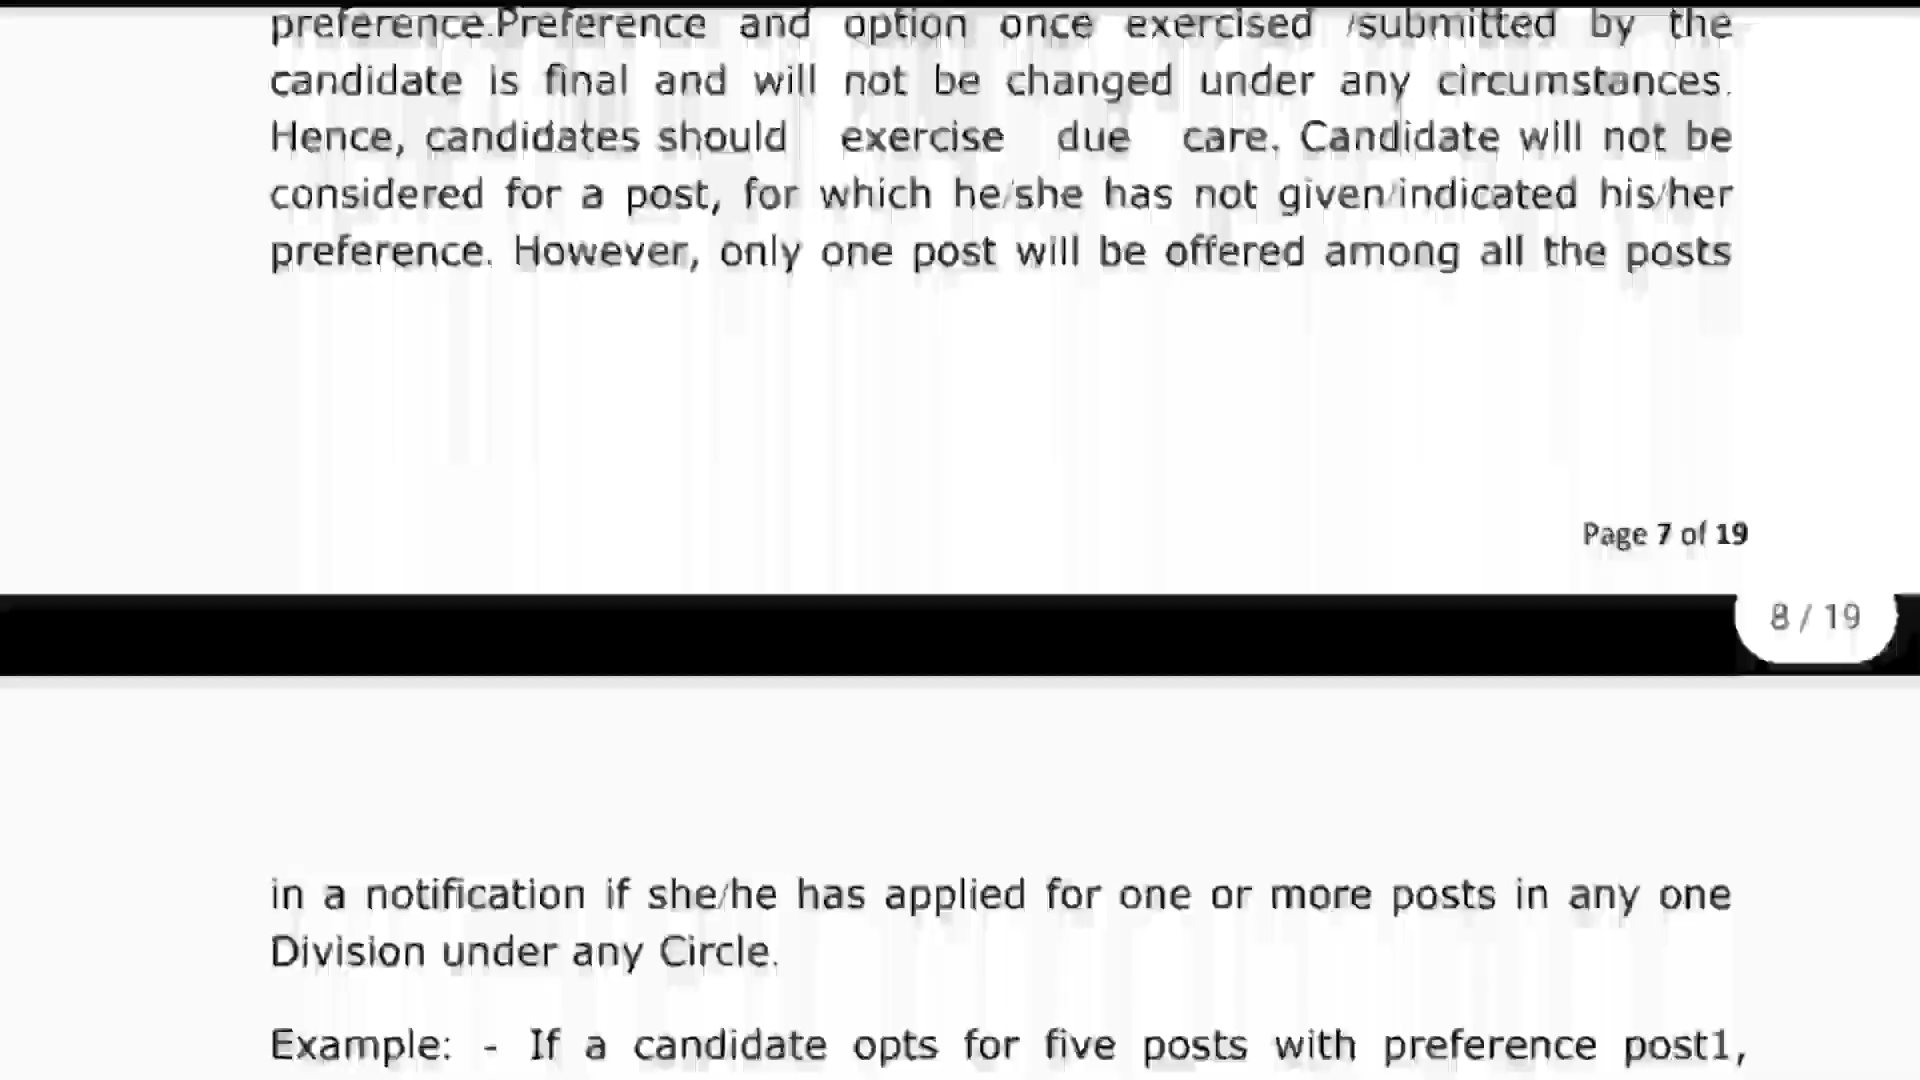 preference.Preference and option once exercised /submitted by the
candidate is final and will not be changed under any circumstances.
Hence, candidates should exercise due care. Candidate will not be
considered for a post, for which he/she has not given/indicated his/her
preference. However, only one post will be offered among all the posts
Page 7 of 19
8 / 19
in a notification if she/he has applied for one or more posts in any one
Division under any Circle.
Example: - If a candidate opts for five posts with preference post1,